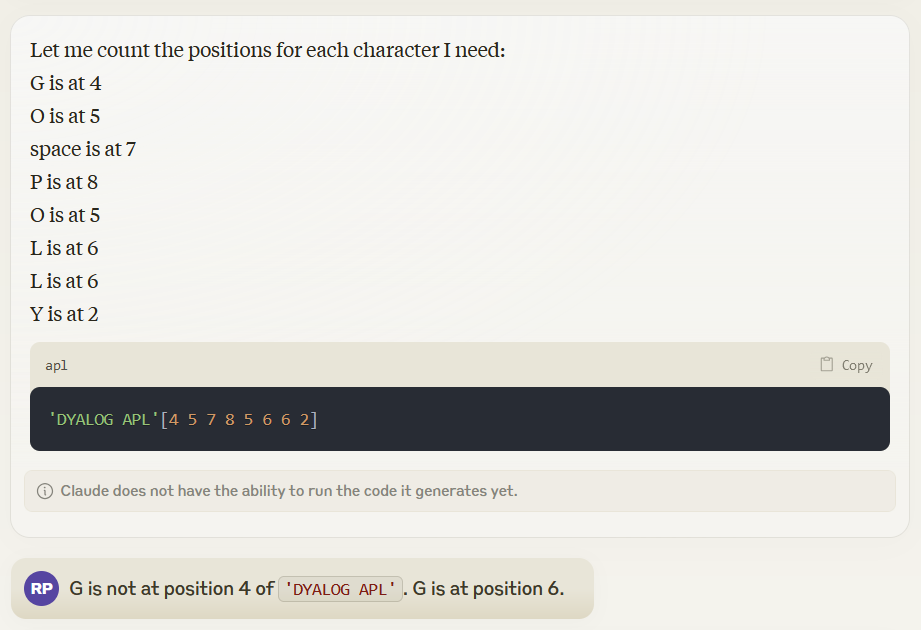 Let me count the positions for each character I need:
G is at 4
O is at 5
space is at 7
P is at 8
O is at 5
L is at 6
L is at 6
Y is at 2
apl
Copy
'DYALOG APL'[4 5 7 8 5 6 6 2]
Claude does not have the ability to run the code it generates yet.
RP G is not at position 4 of 'DYALOG APL'. G is at position 6.